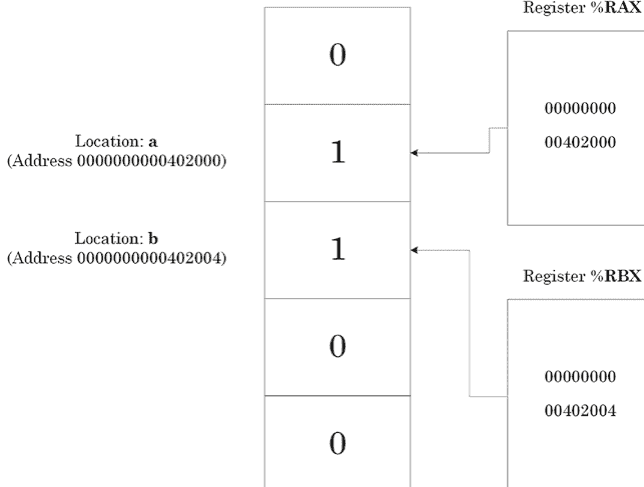 Register %RAX
0
00000000
00402000
Location: a
(Address 0000000000402000)
1
Location: b
(Address 0000000000402004)
1
Register %RBX
0
00000000
00402004
0